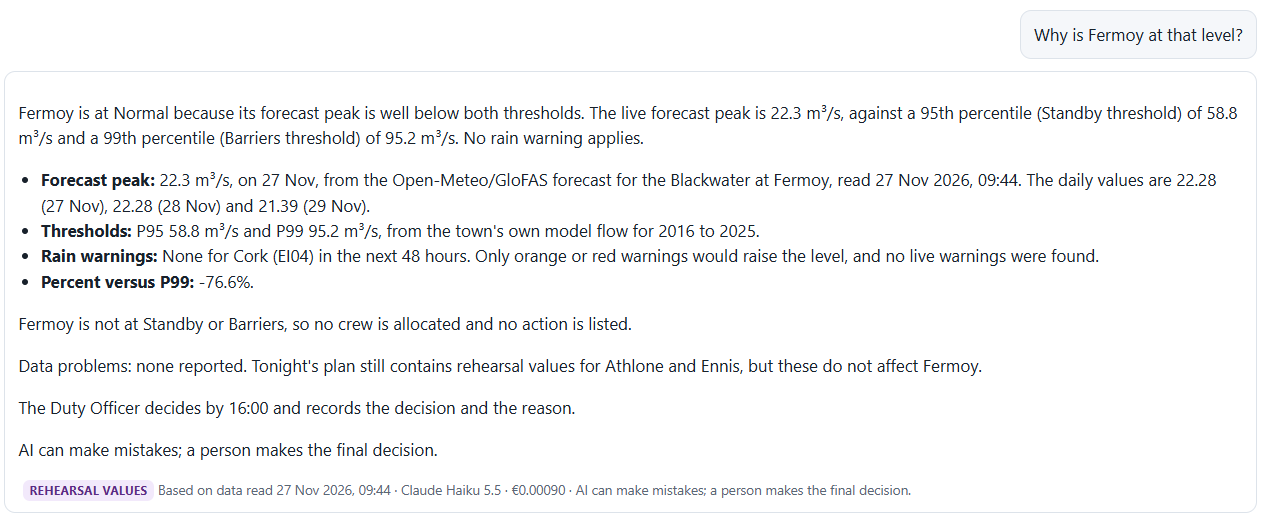 Why is Fermoy at that level?
Fermoy is at Normal because its forecast peak is well below both thresholds. The live forecast peak is 22.3 m³/s, against a 95th percentile (Standby threshold) of 58.8
m³/s and a 99th percentile (Barriers threshold) of 95.2 m³/s. No rain warning applies.
• Forecast peak: 22.3 m³/s, on 27 Nov, from the Open-Meteo/GloFAS forecast for the Blackwater at Fermoy, read 27 Nov 2026, 09:44. The daily values are 22.28
(27 Nov), 22.28 (28 Nov) and 21.39 (29 Nov).
• Thresholds: P95 58.8 m³/s and P99 95.2 m³/s, from the town's own model flow for 2016 to 2025.
• Rain warnings: None for Cork (EI04) in the next 48 hours. Only orange or red warnings would raise the level, and no live warnings were found.
• Percent versus P99: -76.6%.
Fermoy is not at Standby or Barriers, so no crew is allocated and no action is listed.
Data problems: none reported. Tonight's plan still contains rehearsal values for Athlone and Ennis, but these do not affect Fermoy.
The Duty Officer decides by 16:00 and records the decision and the reason.
AI can make mistakes; a person makes the final decision.
REHEARSAL VALUES Based on data read 27 Nov 2026, 09:44 · Claude Haiku 5.5 · €0.00090 · AI can make mistakes; a person makes the final decision.